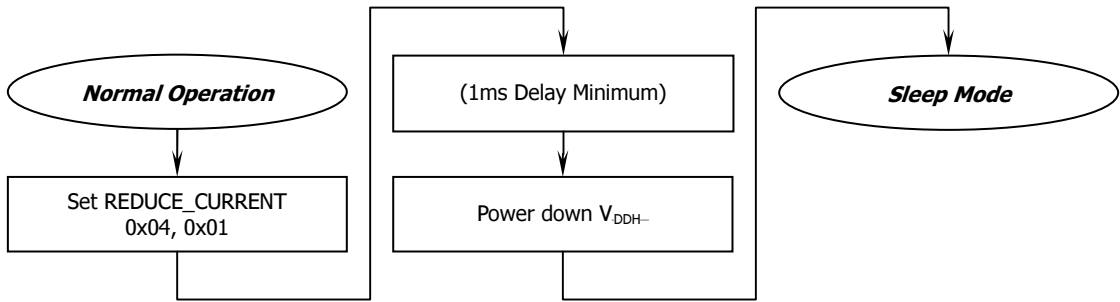 Normal Operation
Set REDUCE_CURRENT
0x04, 0x01
(1ms Delay Minimum)
Power down VDDH
Sleep Mode